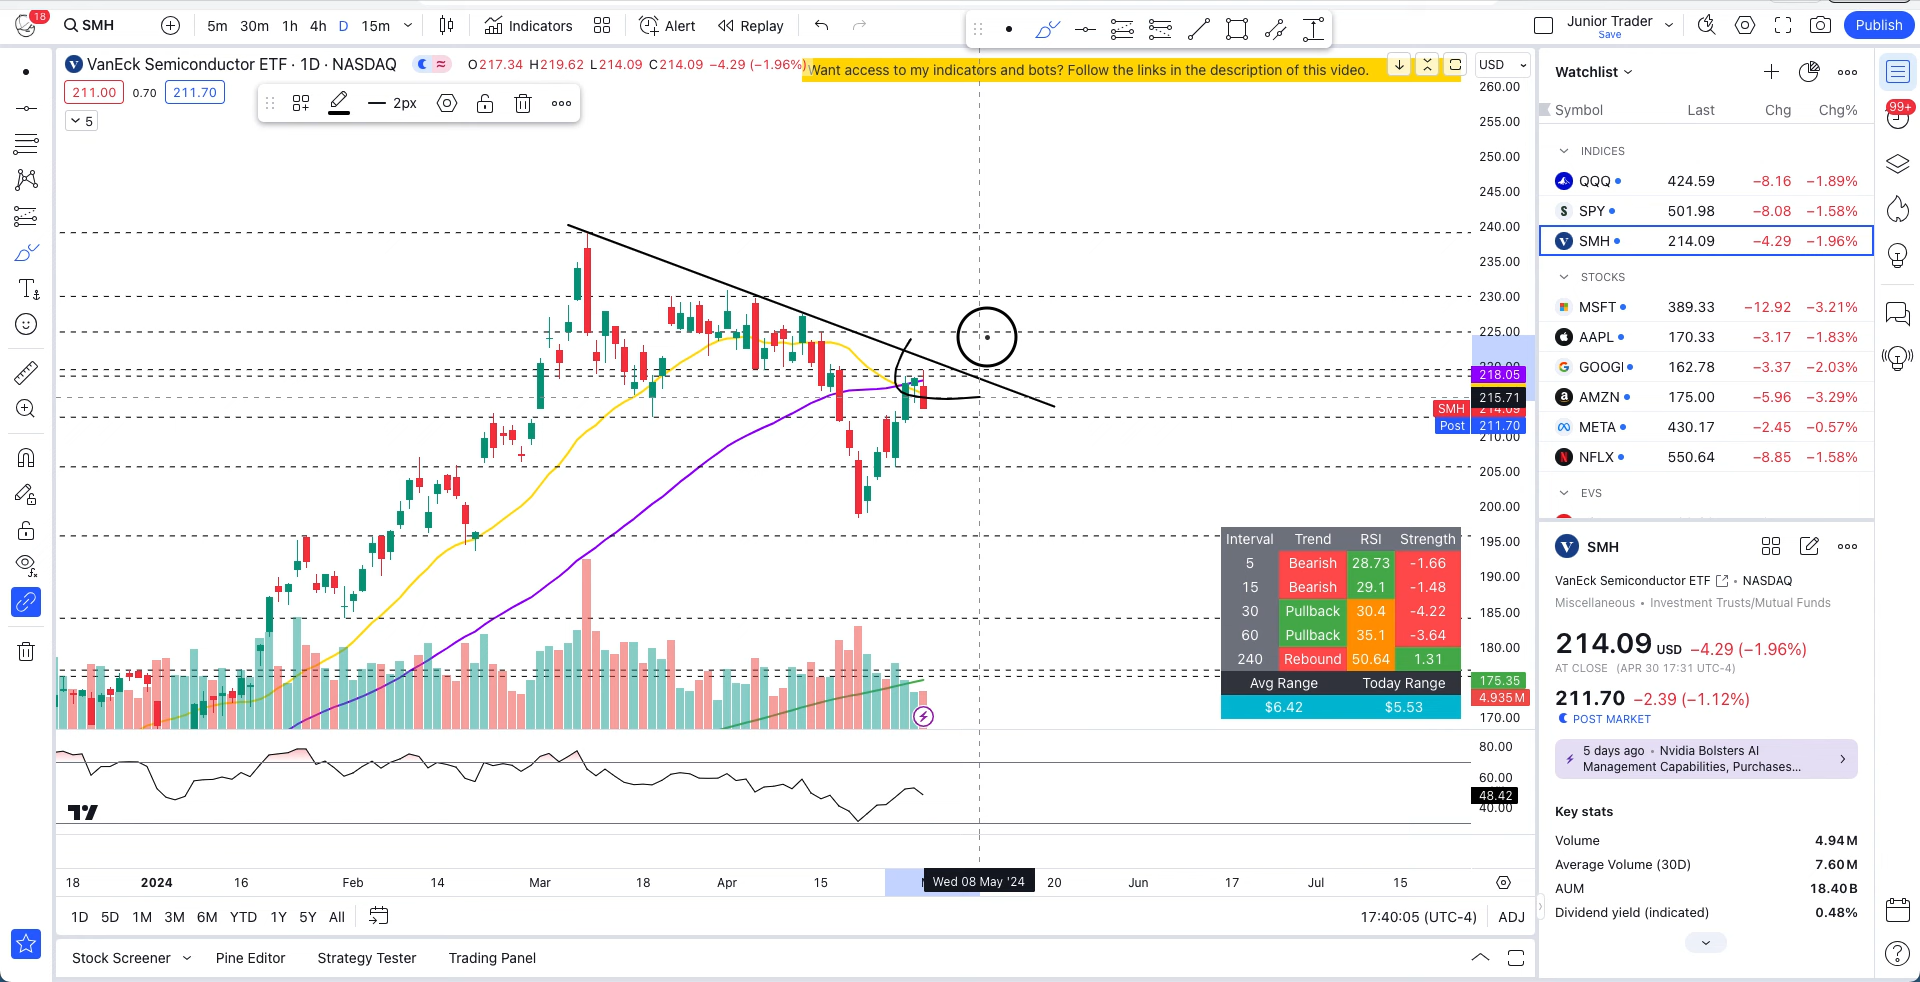 18
SMH
5m 30m 1h 4h D 15m
Indicators
Alert
Replay
Junior Trader
Save
Publish
VanEck Semiconductor ETF · 1D · NASDAQ
O217.34 H219.62 L214.09 C214.09 −4.29 (−1.96%)
Want access to my indicators and bots? Follow the links in the description of this video.
USD
211.00 0.70 211.70
2px
5
260.00
255.00
250.00
245.00
240.00
235.00
230.00
225.00
218.05
215.71
SMH 214.09
Post 211.70
210.00
205.00
200.00
195.00
190.00
185.00
180.00
175.35
4.935M
170.00
80.00
60.00
48.42
40.00
Interval Trend RSI Strength
5 Bearish 28.73 -1.66
15 Bearish 29.1 -1.48
30 Pullback 30.4 -4.22
60 Pullback 35.1 -3.64
240 Rebound 50.64 1.31
Avg Range Today Range
$6.42 $5.53
18 2024 16 Feb 14 Mar 18 Apr 15 Wed 08 May '24 20 Jun 17 Jul 15
1D 5D 1M 3M 6M YTD 1Y 5Y All
17:40:05 (UTC-4) ADJ
Stock Screener Pine Editor Strategy Tester Trading Panel
Watchlist
Symbol Last Chg Chg%
INDICES
QQQ 424.59 −8.16 −1.89%
SPY 501.98 −8.08 −1.58%
SMH 214.09 −4.29 −1.96%
STOCKS
MSFT 389.33 −12.92 −3.21%
AAPL 170.33 −3.17 −1.83%
GOOGL 162.78 −3.37 −2.03%
AMZN 175.00 −5.96 −3.29%
META 430.17 −2.45 −0.57%
NFLX 550.64 −8.85 −1.58%
EVS
SMH
VanEck Semiconductor ETF • NASDAQ
Miscellaneous • Investment Trusts/Mutual Funds
214.09 USD −4.29 (−1.96%)
AT CLOSE (APR 30 17:31 UTC-4)
211.70 −2.39 (−1.12%)
POST MARKET
5 days ago • Nvidia Bolsters AI
Management Capabilities, Purchases...
Key stats
Volume 4.94M
Average Volume (30D) 7.60M
AUM 18.40B
Dividend yield (indicated) 0.48%
99+